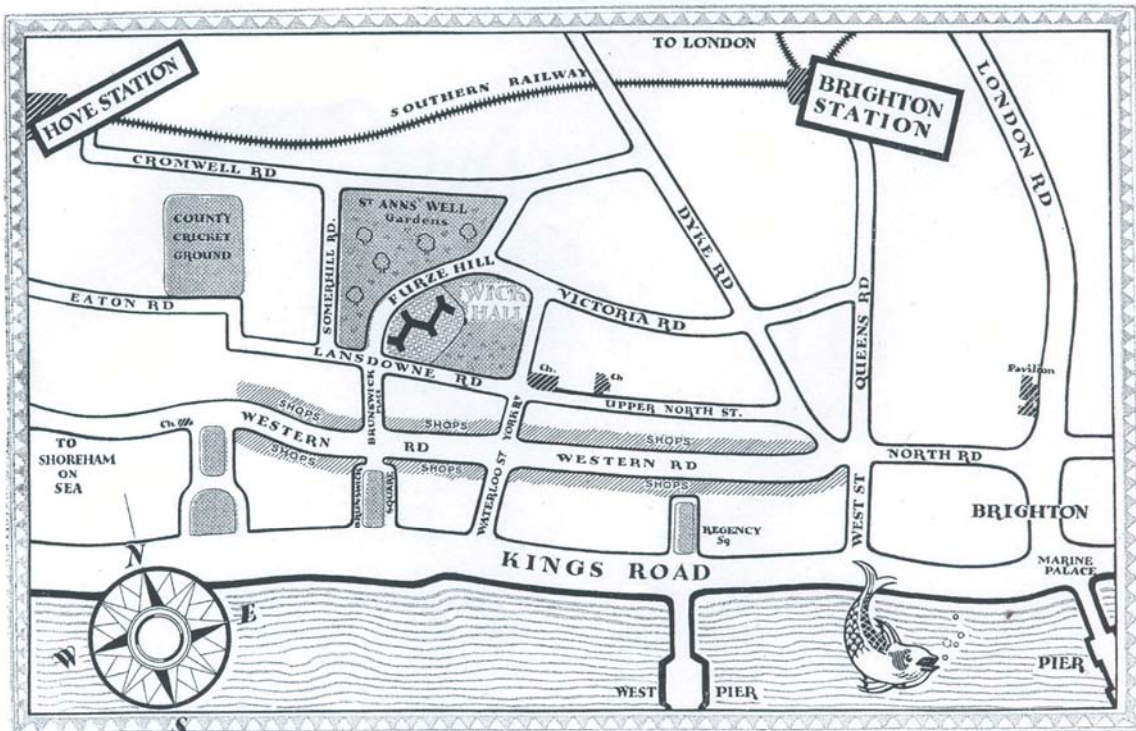 TO LONDON
HOVE STATION
SOUTHERN RAILWAY
BRIGHTON
STATION
LONDON RD
CROMWELL RD
ST ANNS' WELL
Gardens
COUNTY
CRICKET
GROUND
SOMERHILL RD.
DYKE RD
FURZE HILL
WICK
HALL
VICTORIA RD
QUEENS RD
EATON RD
LANSDOWNE RD
Ch.
Ch
Pavilion
UPPER NORTH ST.
BRUNSWICK
PLACE
YORK RD
SHOPS
SHOPS
SHOPS
Ch.
WESTERN RD
WESTERN RD
NORTH RD
SHOPS
SHOPS
SHOPS
TO
SHOREHAM
ON
SEA
BRUNSWICK
SQUARE
WATERLOO ST
REGENCY
Sq
WEST ST
BRIGHTON
KINGS ROAD
MARINE
PALACE
PIER
N
E
W
S
WEST PIER